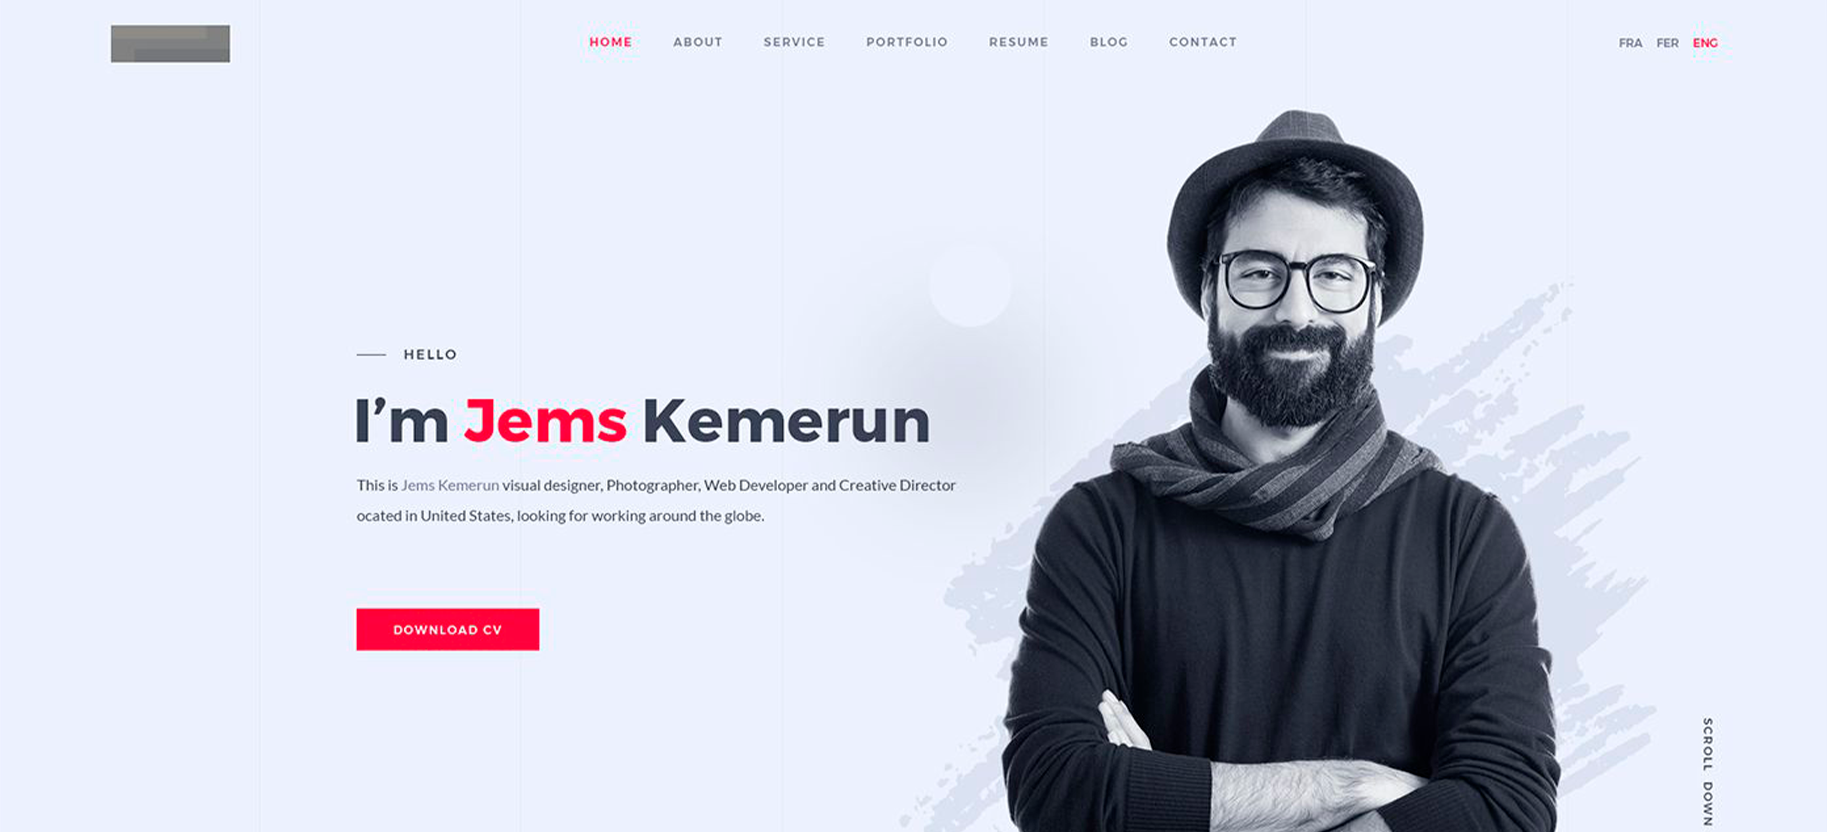 HOME ABOUT SERVICE PORTFOLIO RESUME BLOG CONTACT
FRA FER ENG
HELLO
I'm Jems Kemerun
This is Jems Kemerun visual designer, Photographer, Web Developer and Creative Director
ocated in United States, looking for working around the globe.
DOWNLOAD CV
SCROLL DOWN